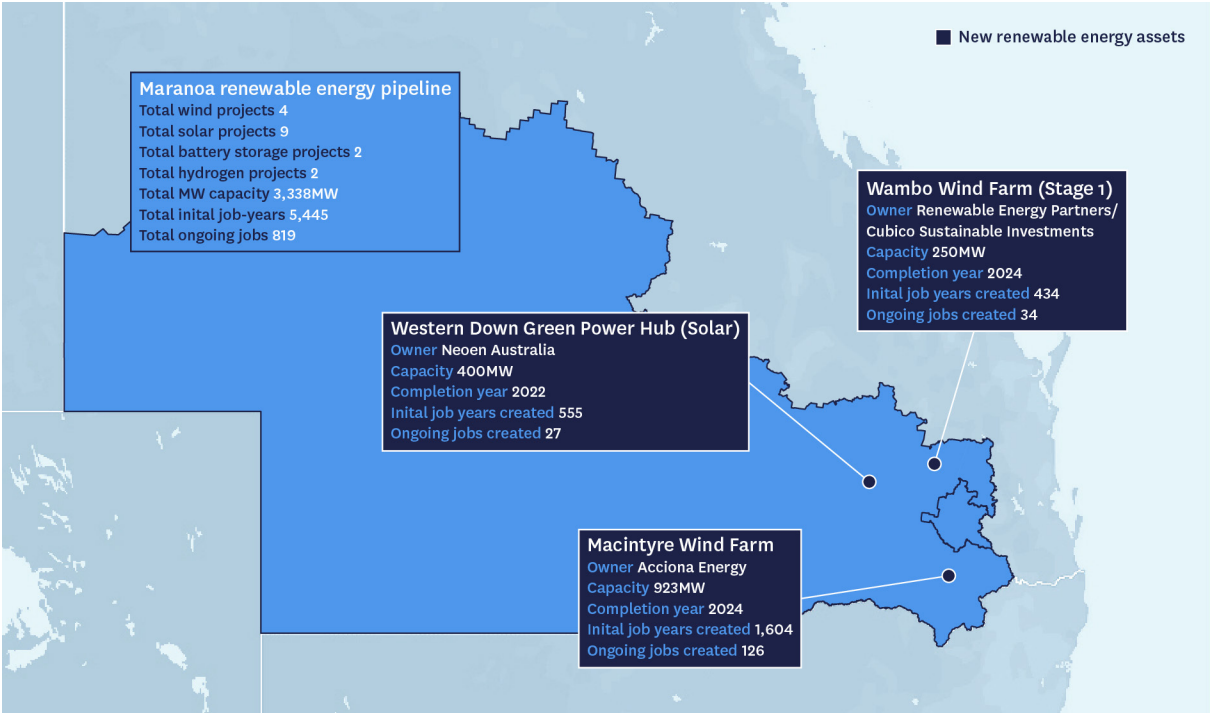 New renewable energy assets
Maranoa renewable energy pipeline
Total wind projects 4
Total solar projects 9
Total battery storage projects 2
Total hydrogen projects 2
Total MW capacity 3,338MW
Total inital job-years 5,445
Total ongoing jobs 819
Wambo Wind Farm (Stage 1)
Owner Renewable Energy Partners/
Cubico Sustainable Investments
Capacity 250MW
Completion year 2024
Inital job years created 434
Ongoing jobs created 34
Western Down Green Power Hub (Solar)
Owner Neoen Australia
Capacity 400MW
Completion year 2022
Inital job years created 555
Ongoing jobs created 27
Macintyre Wind Farm
Owner Acciona Energy
Capacity 923MW
Completion year 2024
Inital job years created 1,604
Ongoing jobs created 126